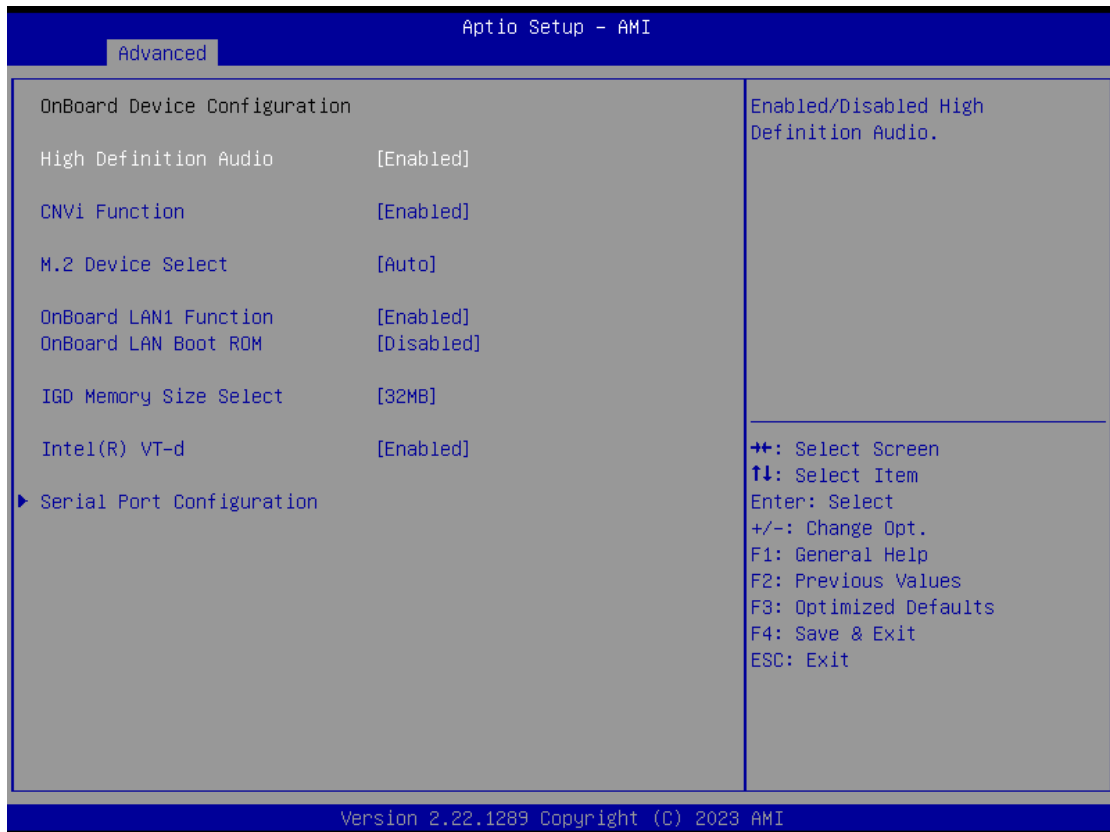 Aptio Setup – AMI
Advanced
OnBoard Device Configuration
High Definition Audio [Enabled]
CNVi Function [Enabled]
M.2 Device Select [Auto]
OnBoard LAN1 Function [Enabled]
OnBoard LAN Boot ROM [Disabled]
IGD Memory Size Select [32MB]
Intel(R) VT-d [Enabled]
Serial Port Configuration
Enabled/Disabled High
Definition Audio.
→←: Select Screen
↑↓: Select Item
Enter: Select
+/-: Change Opt.
F1: General Help
F2: Previous Values
F3: Optimized Defaults
F4: Save & Exit
ESC: Exit
Version 2.22.1289 Copyright (C) 2023 AMI